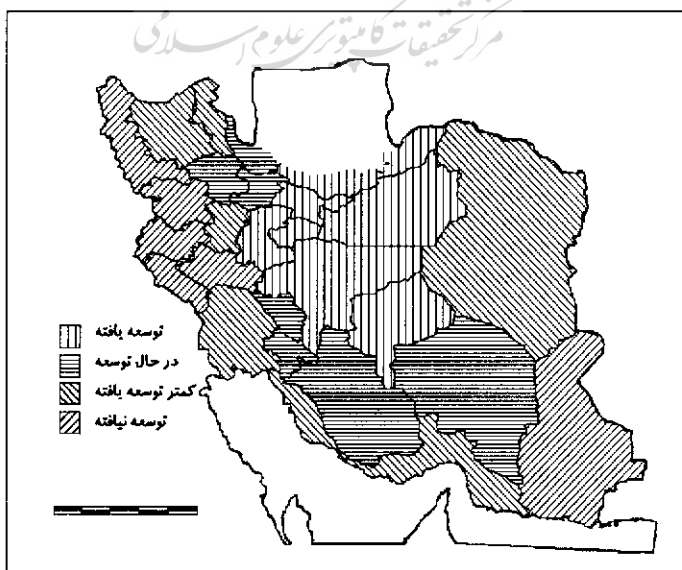 مرکز تحقیقات کامپیوتری علوم اسلامی
توسعه یافته
در حال توسعه
کمتر توسعه یافته
توسعه نیافته